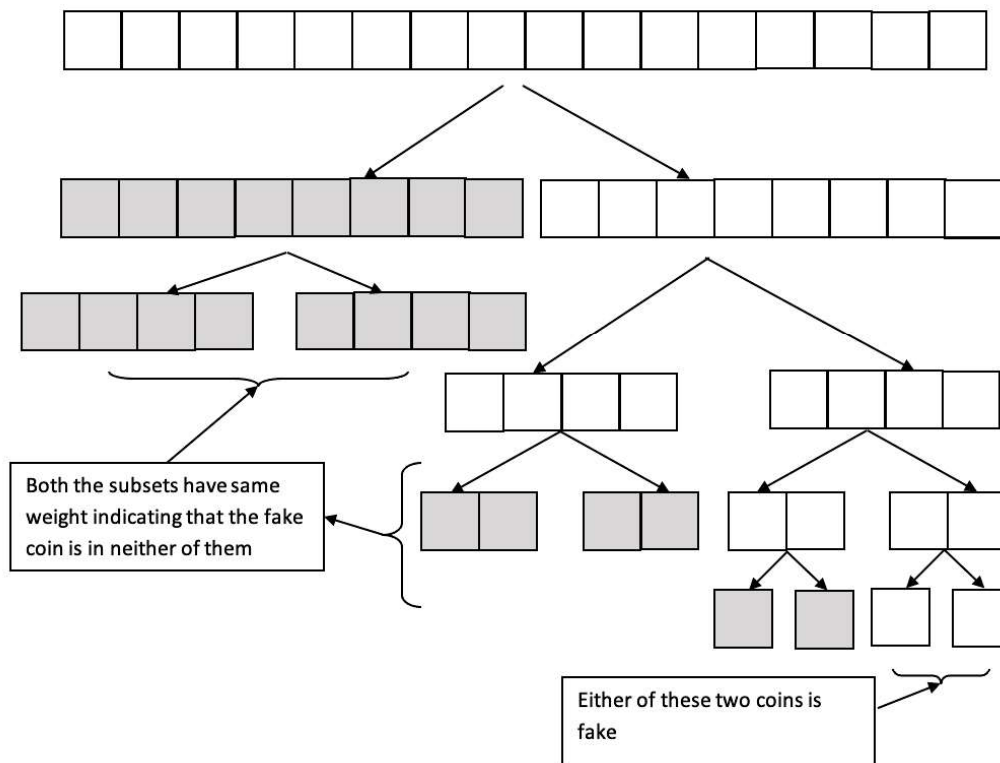 Both the subsets have same
weight indicating that the fake
coin is in neither of them
Either of these two coins is
fake